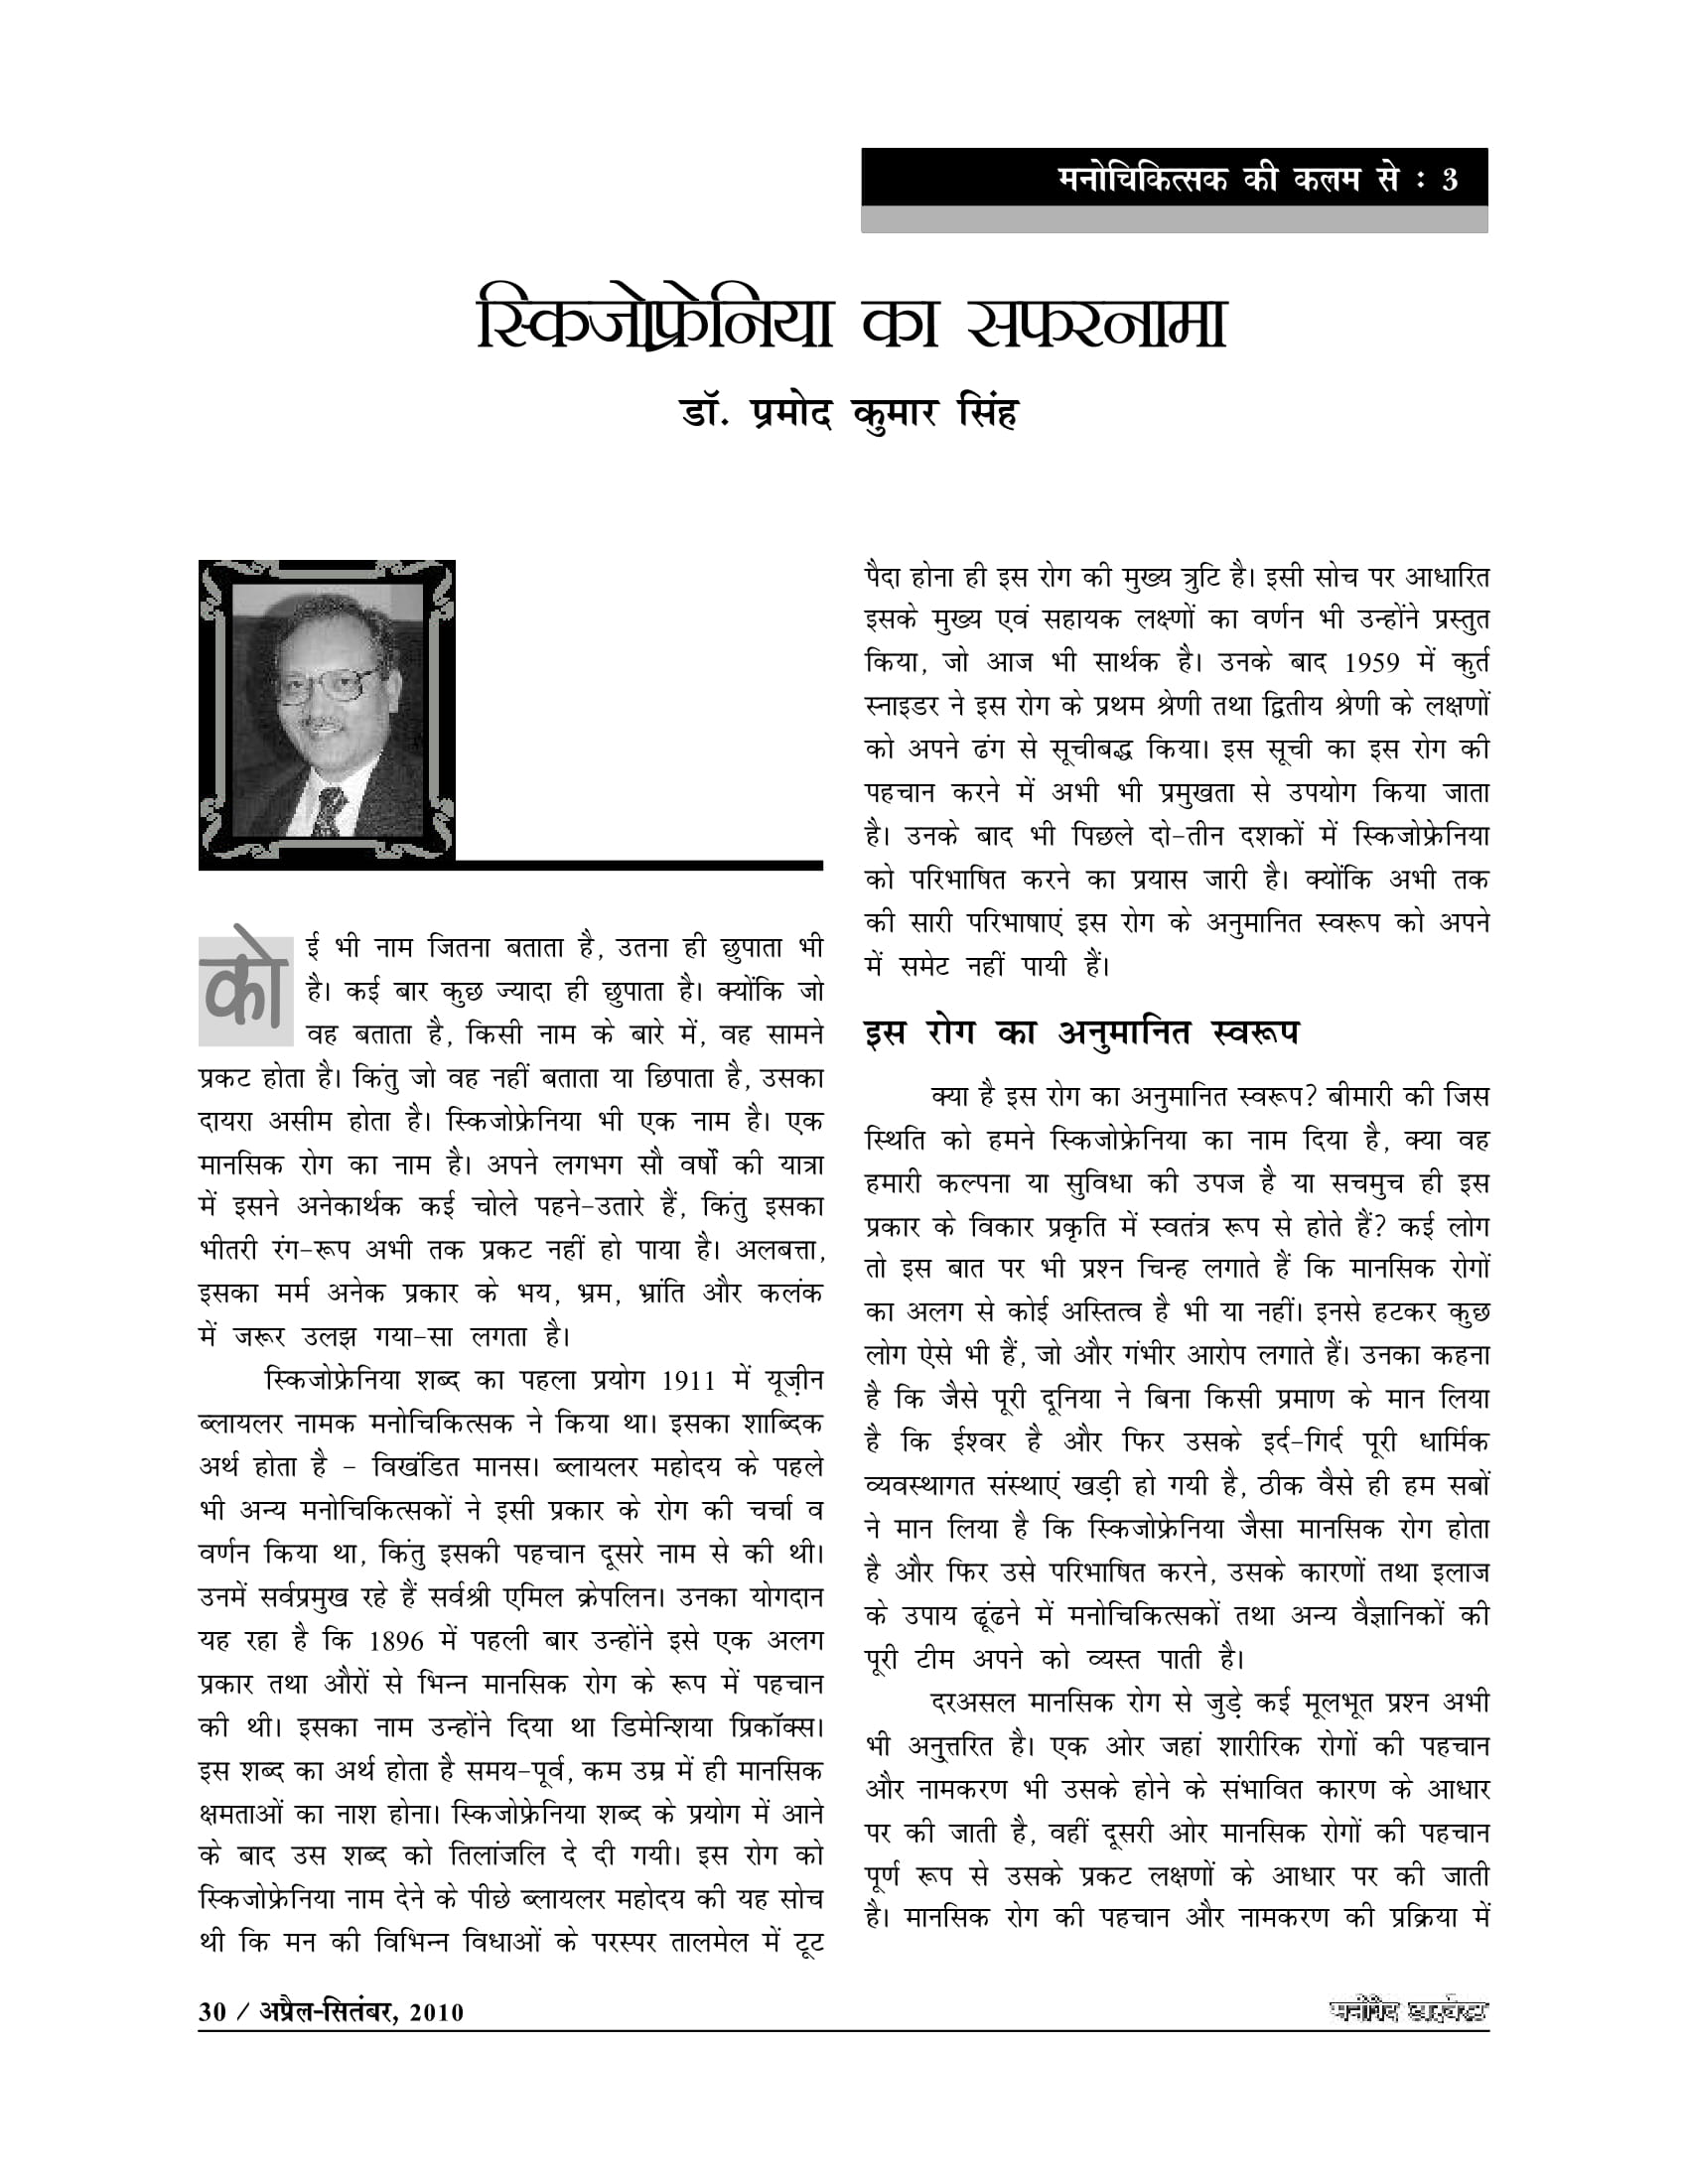 मनोचिकित्सक की कलम से : 3
स्किजोफ्रेनिया का सफरनामा
डॉ. प्रमोद कुमार सिंह
कोई भी नाम जितना बताता है, उतना ही छुपाता भी
है। कई बार कुछ ज्यादा ही छुपाता है। क्योंकि जो
वह बताता है, किसी नाम के बारे में, वह सामने
प्रकट होता है। किंतु जो वह नहीं बताता या छिपाता है, उसका
दायरा असीम होता है। स्किजोफ्रेनिया भी एक नाम है। एक
मानसिक रोग का नाम है। अपने लगभग सौ वर्षों की यात्रा
में इसने अनेकार्थक कई चोले पहने-उतारे हैं, किंतु इसका
भीतरी रंग-रूप अभी तक प्रकट नहीं हो पाया है। अलबत्ता,
इसका मर्म अनेक प्रकार के भय, भ्रम, भ्रांति और कलंक
में जरूर उलझ गया-सा लगता है।
स्किजोफ्रेनिया शब्द का पहला प्रयोग 1911 में यूज़ीन
ब्लायलर नामक मनोचिकित्सक ने किया था। इसका शाब्दिक
अर्थ होता है - विखंडित मानस। ब्लायलर महोदय के पहले
भी अन्य मनोचिकित्सकों ने इसी प्रकार के रोग की चर्चा व
वर्णन किया था, किंतु इसकी पहचान दूसरे नाम से की थी।
उनमें सर्वप्रमुख रहे हैं सर्वश्री एमिल क्रेपलिन। उनका योगदान
यह रहा है कि 1896 में पहली बार उन्होंने इसे एक अलग
प्रकार तथा औरों से भिन्न मानसिक रोग के रूप में पहचान
की थी। इसका नाम उन्होंने दिया था डिमेन्शिया प्रिकॉक्स।
इस शब्द का अर्थ होता है समय-पूर्व, कम उम्र में ही मानसिक
क्षमताओं का नाश होना। स्किजोफ्रेनिया शब्द के प्रयोग में आने
के बाद उस शब्द को तिलांजलि दे दी गयी। इस रोग को
स्किजोफ्रेनिया नाम देने के पीछे ब्लायलर महोदय की यह सोच
थी कि मन की विभिन्न विधाओं के परस्पर तालमेल में टूट
पैदा होना ही इस रोग की मुख्य त्रुटि है। इसी सोच पर आधारित
इसके मुख्य एवं सहायक लक्ष्णों का वर्णन भी उन्होंने प्रस्तुत
किया, जो आज भी सार्थक है। उनके बाद 1959 में कुर्त
स्नाइडर ने इस रोग के प्रथम श्रेणी तथा द्वितीय श्रेणी के लक्षणों
को अपने ढंग से सूचीबद्ध किया। इस सूची का इस रोग की
पहचान करने में अभी भी प्रमुखता से उपयोग किया जाता
है। उनके बाद भी पिछले दो-तीन दशकों में स्किजोफ्रेनिया
को परिभाषित करने का प्रयास जारी है। क्योंकि अभी तक
की सारी परिभाषाएं इस रोग के अनुमानित स्वरूप को अपने
में समेट नहीं पायी हैं।
इस रोग का अनुमानित स्वरूप
क्या है इस रोग का अनुमानित स्वरूप? बीमारी की जिस
स्थिति को हमने स्किजोफ्रेनिया का नाम दिया है, क्या वह
हमारी कल्पना या सुविधा की उपज है या सचमुच ही इस
प्रकार के विकार प्रकृति में स्वतंत्र रूप से होते हैं? कई लोग
तो इस बात पर भी प्रश्न चिन्ह लगाते हैं कि मानसिक रोगों
का अलग से कोई अस्तित्व है भी या नहीं। इनसे हटकर कुछ
लोग ऐसे भी हैं, जो और गंभीर आरोप लगाते हैं। उनका कहना
है कि जैसे पूरी दूनिया ने बिना किसी प्रमाण के मान लिया
है कि ईश्वर है और फिर उसके इर्द-गिर्द पूरी धार्मिक
व्यवस्थागत संस्थाएं खड़ी हो गयी है, ठीक वैसे ही हम सबों
ने मान लिया है कि स्किजोफ्रेनिया जैसा मानसिक रोग होता
है और फिर उसे परिभाषित करने, उसके कारणों तथा इलाज
के उपाय ढूंढने में मनोचिकित्सकों तथा अन्य वैज्ञानिकों की
पूरी टीम अपने को व्यस्त पाती है।
दरअसल मानसिक रोग से जुड़े कई मूलभूत प्रश्न अभी
भी अनुत्तरित है। एक ओर जहां शारीरिक रोगों की पहचान
और नामकरण भी उसके होने के संभावित कारण के आधार
पर की जाती है, वहीं दूसरी ओर मानसिक रोगों की पहचान
पूर्ण रूप से उसके प्रकट लक्षणों के आधार पर की जाती
है। मानसिक रोग की पहचान और नामकरण की प्रक्रिया में
30 / अप्रैल-सितंबर, 2010